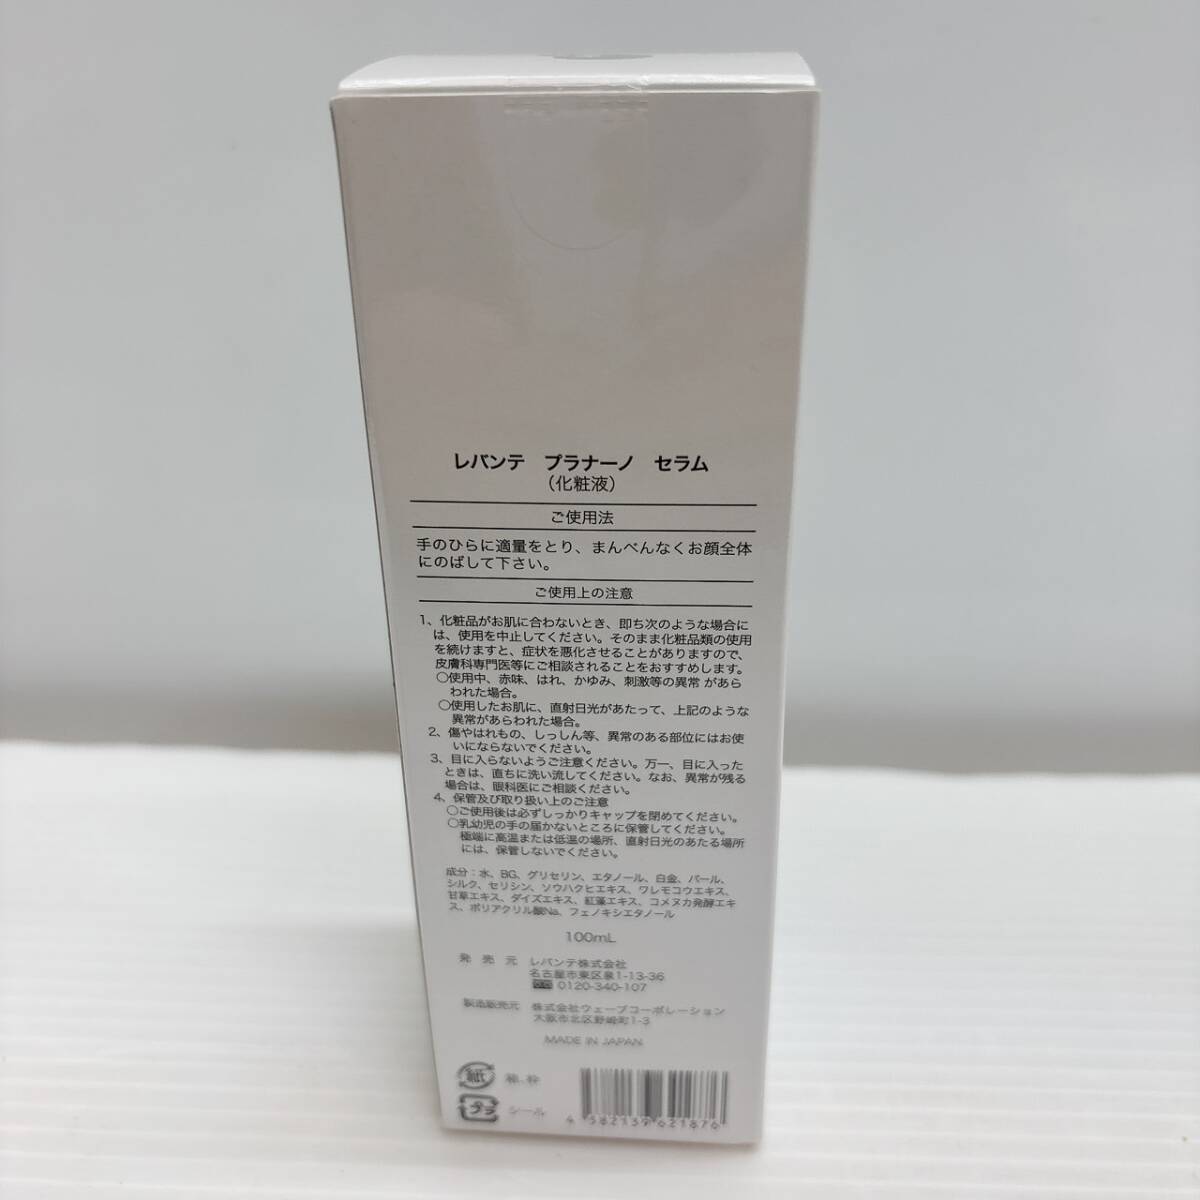 レバンテ　プラナーノ　セラム
（化粧液）
ご使用法
手のひらに適量をとり、まんべんなくお顔全体
にのばして下さい。
ご使用上の注意
1、化粧品がお肌に合わないとき、即ち次のような場合に
は、使用を中止してください。そのまま化粧品類の使用
を続けますと、症状を悪化させることがありますので、
皮膚科専門医等にご相談されることをおすすめします。
○使用中、赤味、はれ、かゆみ、刺激等の異常 があら
われた場合。
○使用したお肌に、直射日光があたって、上記のような
異常があらわれた場合。
2、傷やはれもの、しっしん等、異常のある部位にはお使
いにならないでください。
3、目に入らないようご注意ください。万一、目に入った
ときは、直ちに洗い流してください。なお、異常が残る
場合は、眼科医にご相談ください。
4、保管及び取り扱い上のご注意
○ご使用後は必ずしっかりキャップを閉めてください。
○乳幼児の手の届かないところに保管してください。
極端に高温または低温の場所、直射日光のあたる場所
には、保管しないでください。
成分：水、BG、グリセリン、エタノール、白金、パール、
シルク、セリシン、ソウハクヒエキス、ワレモコウエキス、
甘草エキス、ダイズエキス、紅藻エキス、コメヌカ発酵エキ
ス、ポリアクリル酸Na、フェノキシエタノール
100mL
発 売 元　レバンテ株式会社
名古屋市東区泉1-13-36
0120-340-107
製造販売元　株式会社ウェーブコーポレーション
大阪市北区野崎町1-3
MADE IN JAPAN
紙 箱、枠
プラ シール
4 582139 621876